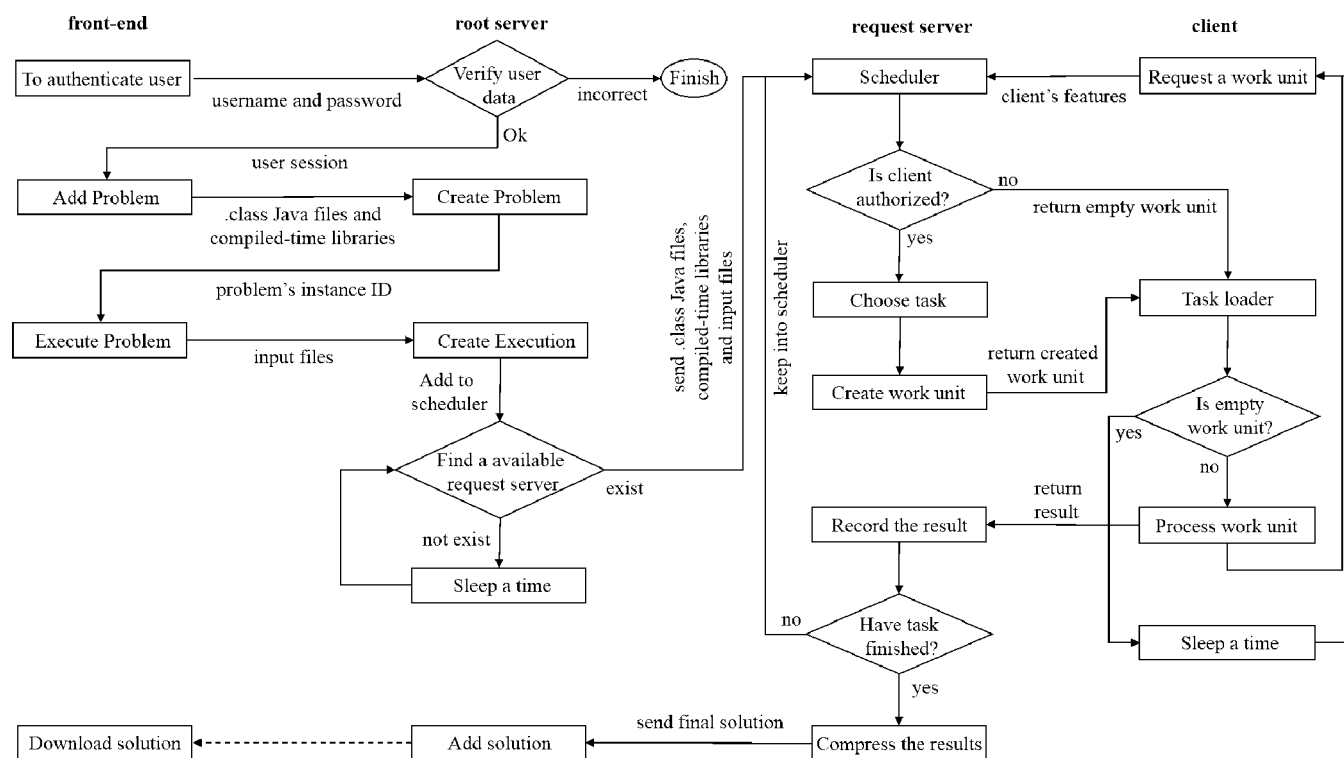 front-end
root server
request server
client
To authenticate user
username and password
Verify user
data
incorrect
Finish
Ok
user session
Add Problem
.class Java files and
compiled-time libraries
Create Problem
problem's instance ID
Execute Problem
input files
Create Execution
Add to
scheduler
Find a available
request server
exist
not exist
Sleep a time
send .class Java files,
compiled-time libraries
and input files
keep into scheduler
Scheduler
client's features
Request a work unit
Is client
authorized?
no
return empty work unit
yes
Choose task
Task loader
return created
work unit
Create work unit
Is empty
work unit?
yes
no
return
result
Record the result
Process work unit
no
Have task
finished?
Sleep a time
yes
send final solution
Download solution
Add solution
Compress the results